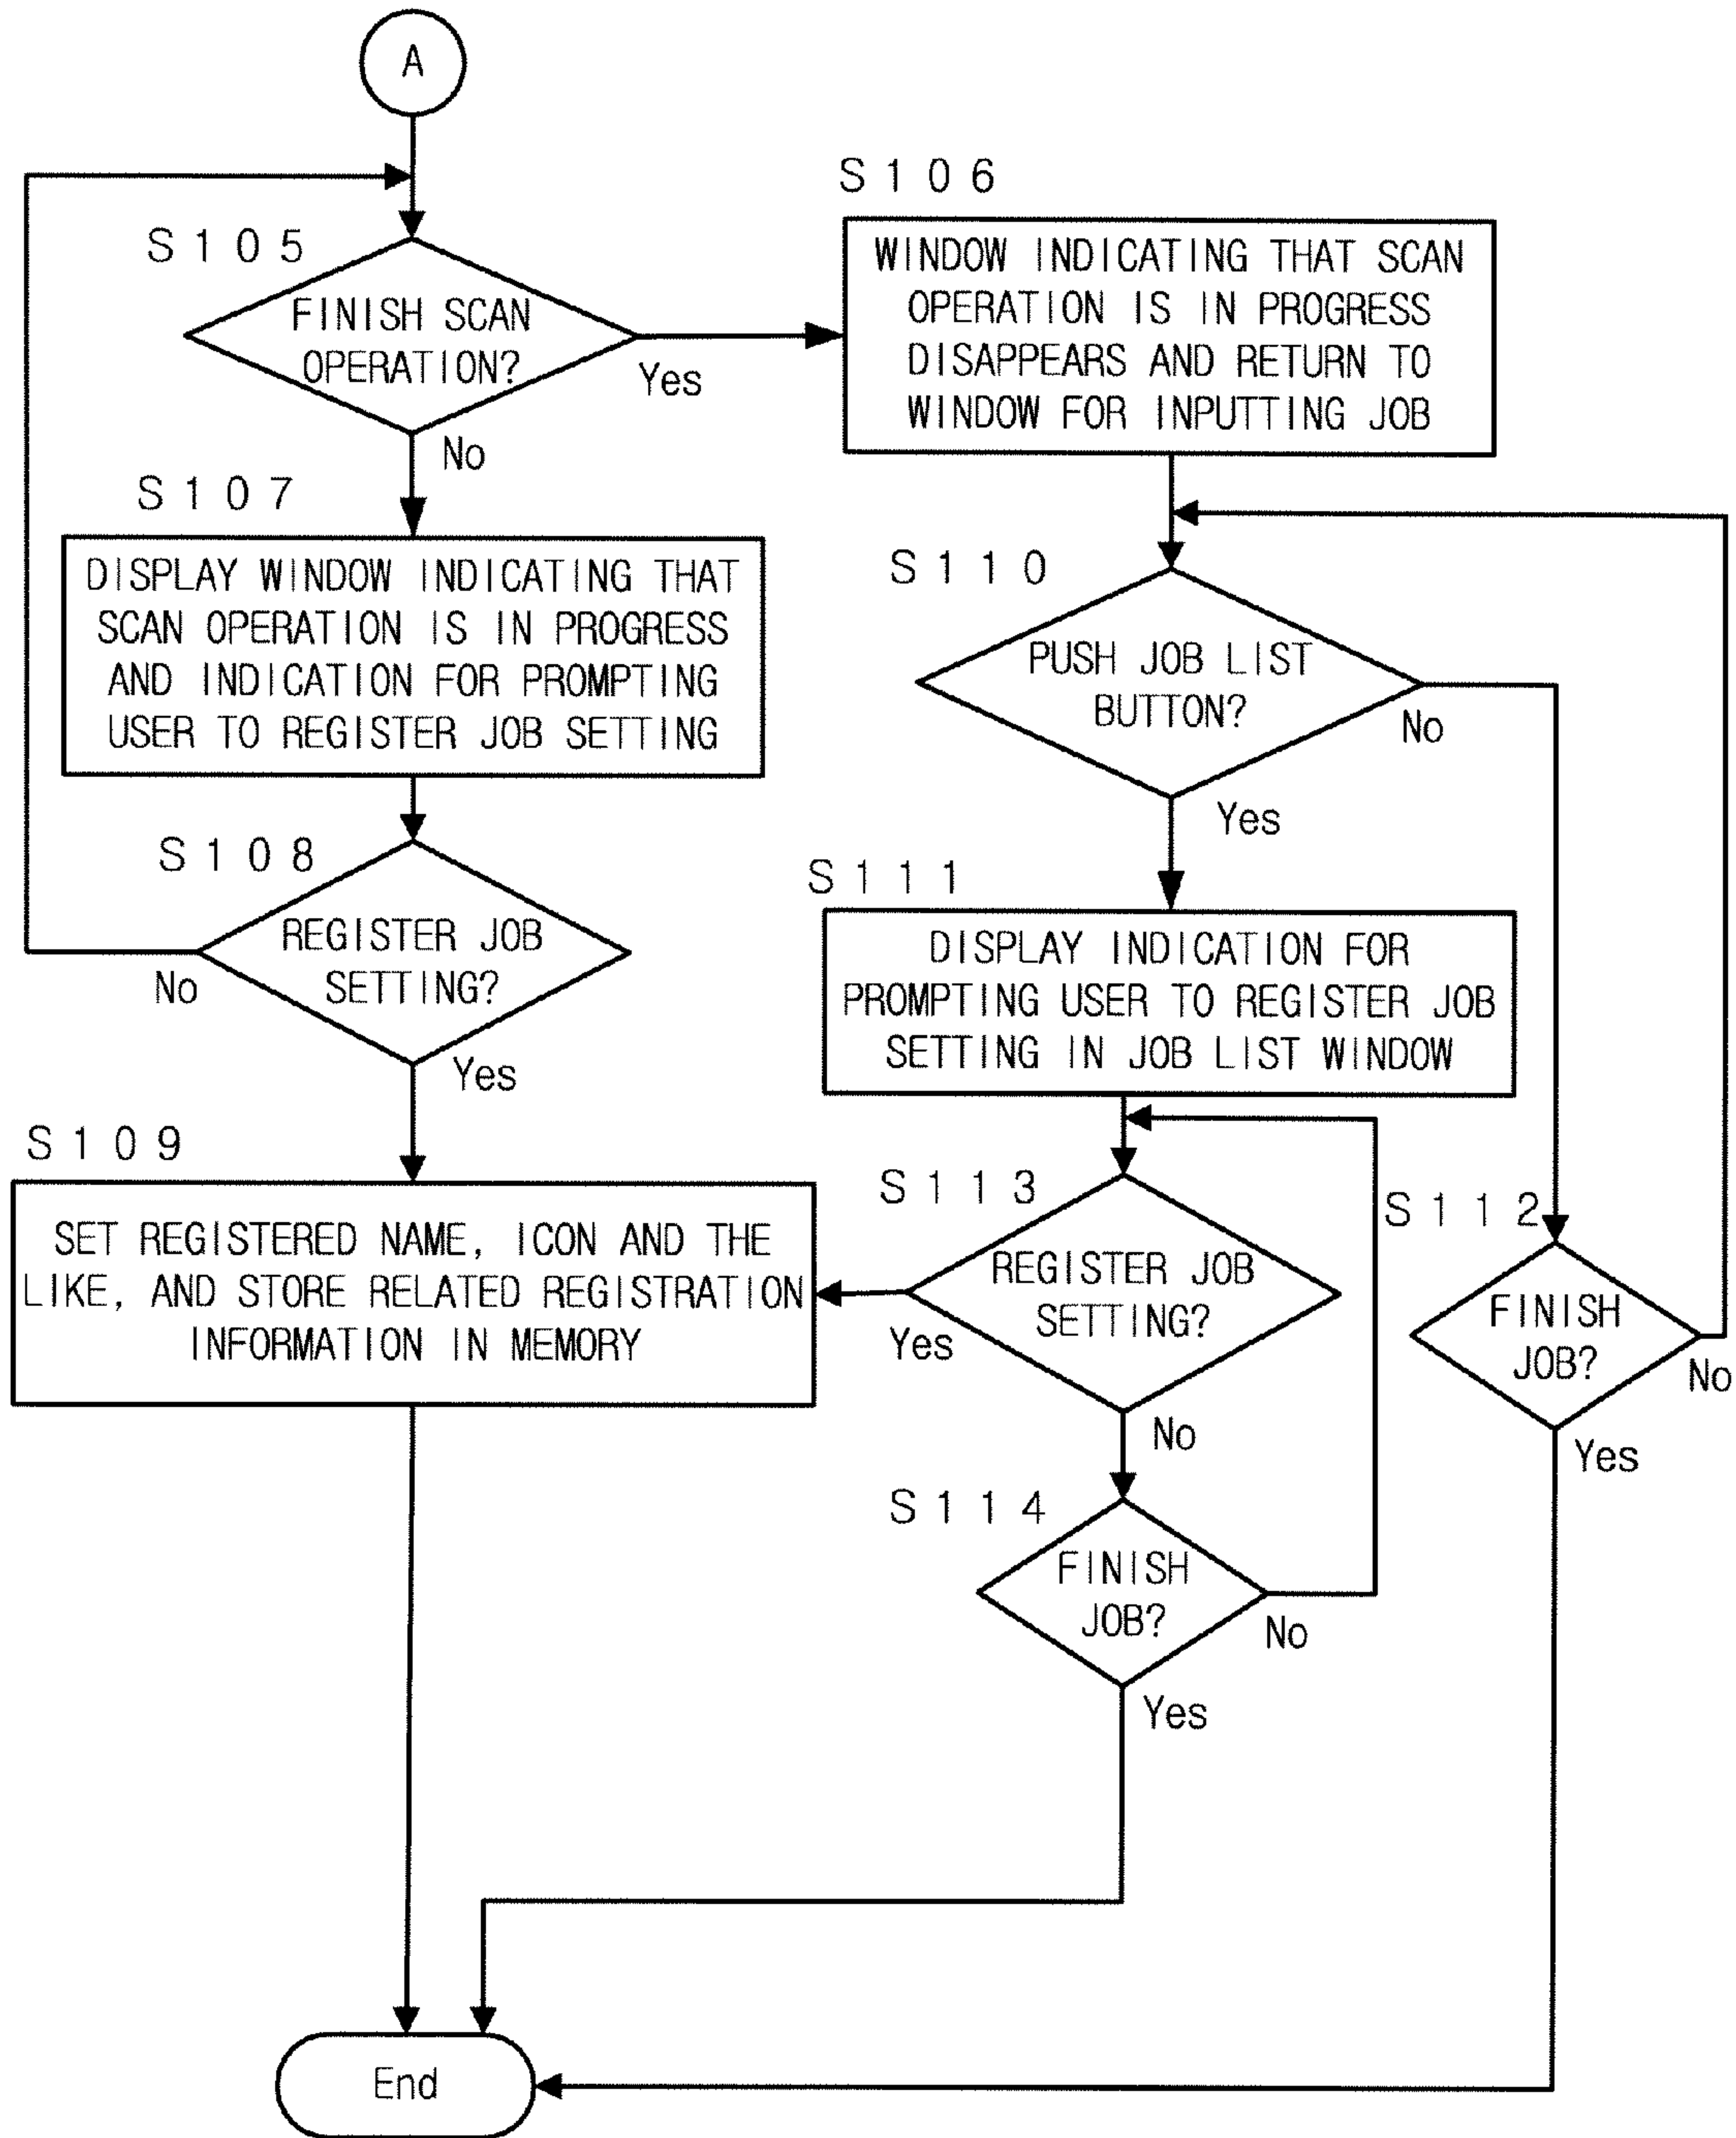 A
S106
S105
WINDOW INDICATING THAT SCAN
OPERATION IS IN PROGRESS
DISAPPEARS AND RETURN TO
WINDOW FOR INPUTTING JOB
FINISH SCAN
OPERATION?
Yes
No
S107
DISPLAY WINDOW INDICATING THAT
SCAN OPERATION IS IN PROGRESS
AND INDICATION FOR PROMPTING
USER TO REGISTER JOB SETTING
S110
PUSH JOB LIST
BUTTON?
No
Yes
S108
REGISTER JOB
SETTING?
No
Yes
S111
DISPLAY INDICATION FOR
PROMPTING USER TO REGISTER JOB
SETTING IN JOB LIST WINDOW
S109
SET REGISTERED NAME, ICON AND THE
LIKE, AND STORE RELATED REGISTRATION
INFORMATION IN MEMORY
S113
REGISTER JOB
SETTING?
Yes
No
S112
FINISH
JOB?
No
Yes
S114
FINISH
JOB?
No
Yes
End